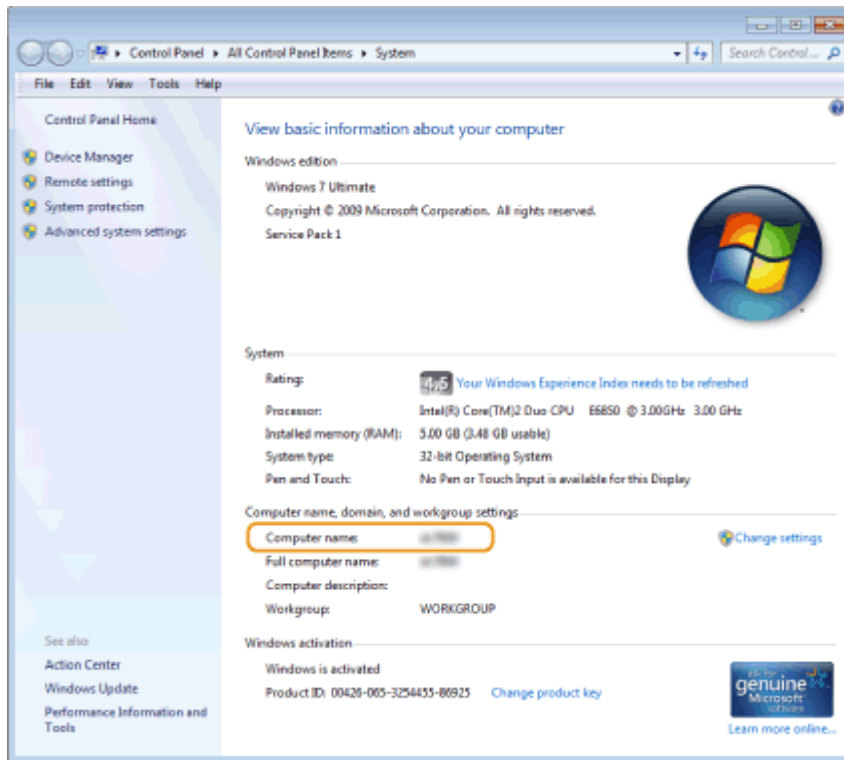 Control Panel ▸ All Control Panel Items ▸ System
Search Control ...
File Edit View Tools Help
Control Panel Home
Device Manager
Remote settings
System protection
Advanced system settings
View basic information about your computer
Windows edition
Windows 7 Ultimate
Copyright © 2009 Microsoft Corporation. All rights reserved.
Service Pack 1
System
Rating: 4,5 Your Windows Experience Index needs to be refreshed
Processor: Intel(R) Core(TM)2 Duo CPU E6850 @ 3.00GHz 3.00 GHz
Installed memory (RAM): 5.00 GB (3.48 GB usable)
System type: 32-bit Operating System
Pen and Touch: No Pen or Touch Input is available for this Display
Computer name, domain, and workgroup settings
Computer name:
Change settings
Full computer name:
Computer description:
Workgroup: WORKGROUP
Windows activation
Windows is activated
Product ID: 00426-065-3254455-86925 Change product key
ask for
genuine
Microsoft
software
Learn more online...
See also
Action Center
Windows Update
Performance Information and
Tools